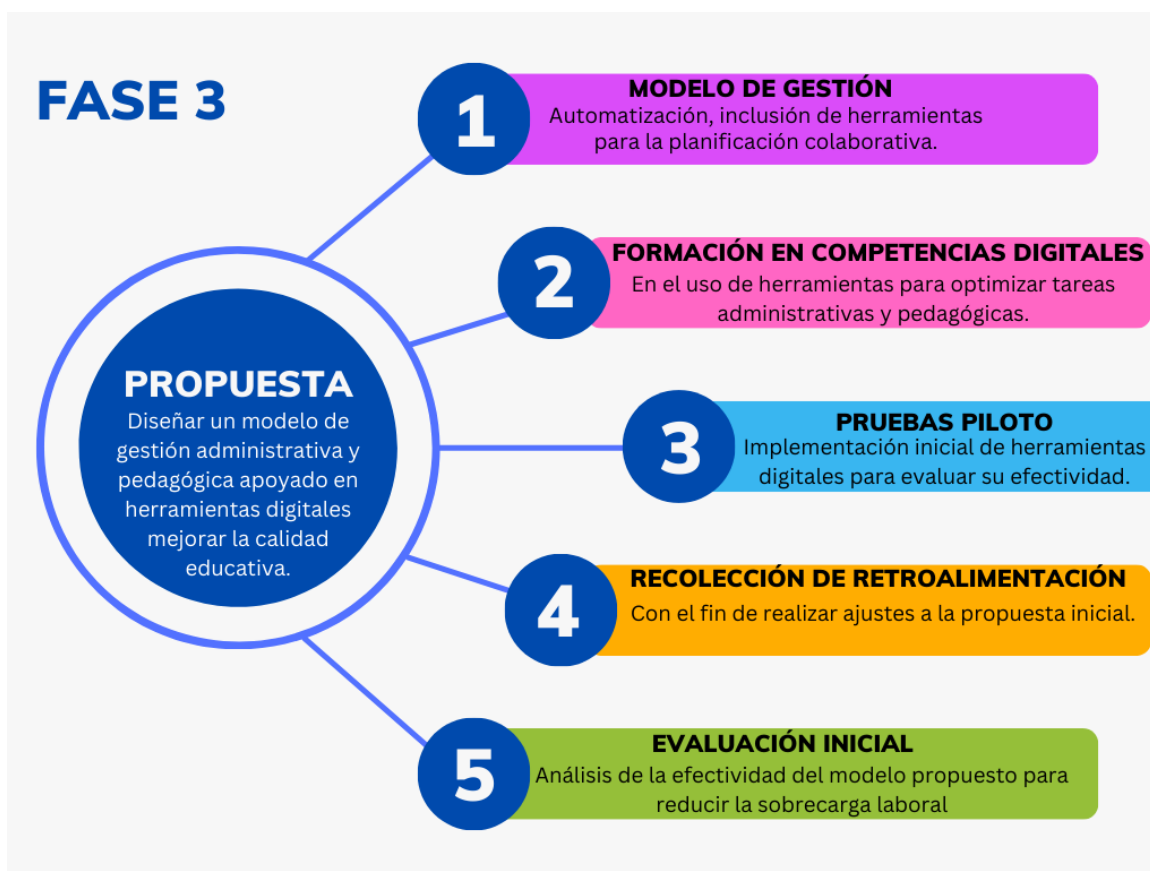 FASE 3
1
MODELO DE GESTIÓN
Automatización, inclusión de herramientas
para la planificación colaborativa.
2
FORMACIÓN EN COMPETENCIAS DIGITALES
En el uso de herramientas para optimizar tareas
administrativas y pedagógicas.
PROPUESTA
Diseñar un modelo de
gestión administrativa y
pedagógica apoyado en
herramientas digitales
mejorar la calidad
educativa.
3
PRUEBAS PILOTO
Implementación inicial de herramientas
digitales para evaluar su efectividad.
4
RECOLECCIÓN DE RETROALIMENTACIÓN
Con el fin de realizar ajustes a la propuesta inicial.
5
EVALUACIÓN INICIAL
Análisis de la efectividad del modelo propuesto para
reducir la sobrecarga laboral